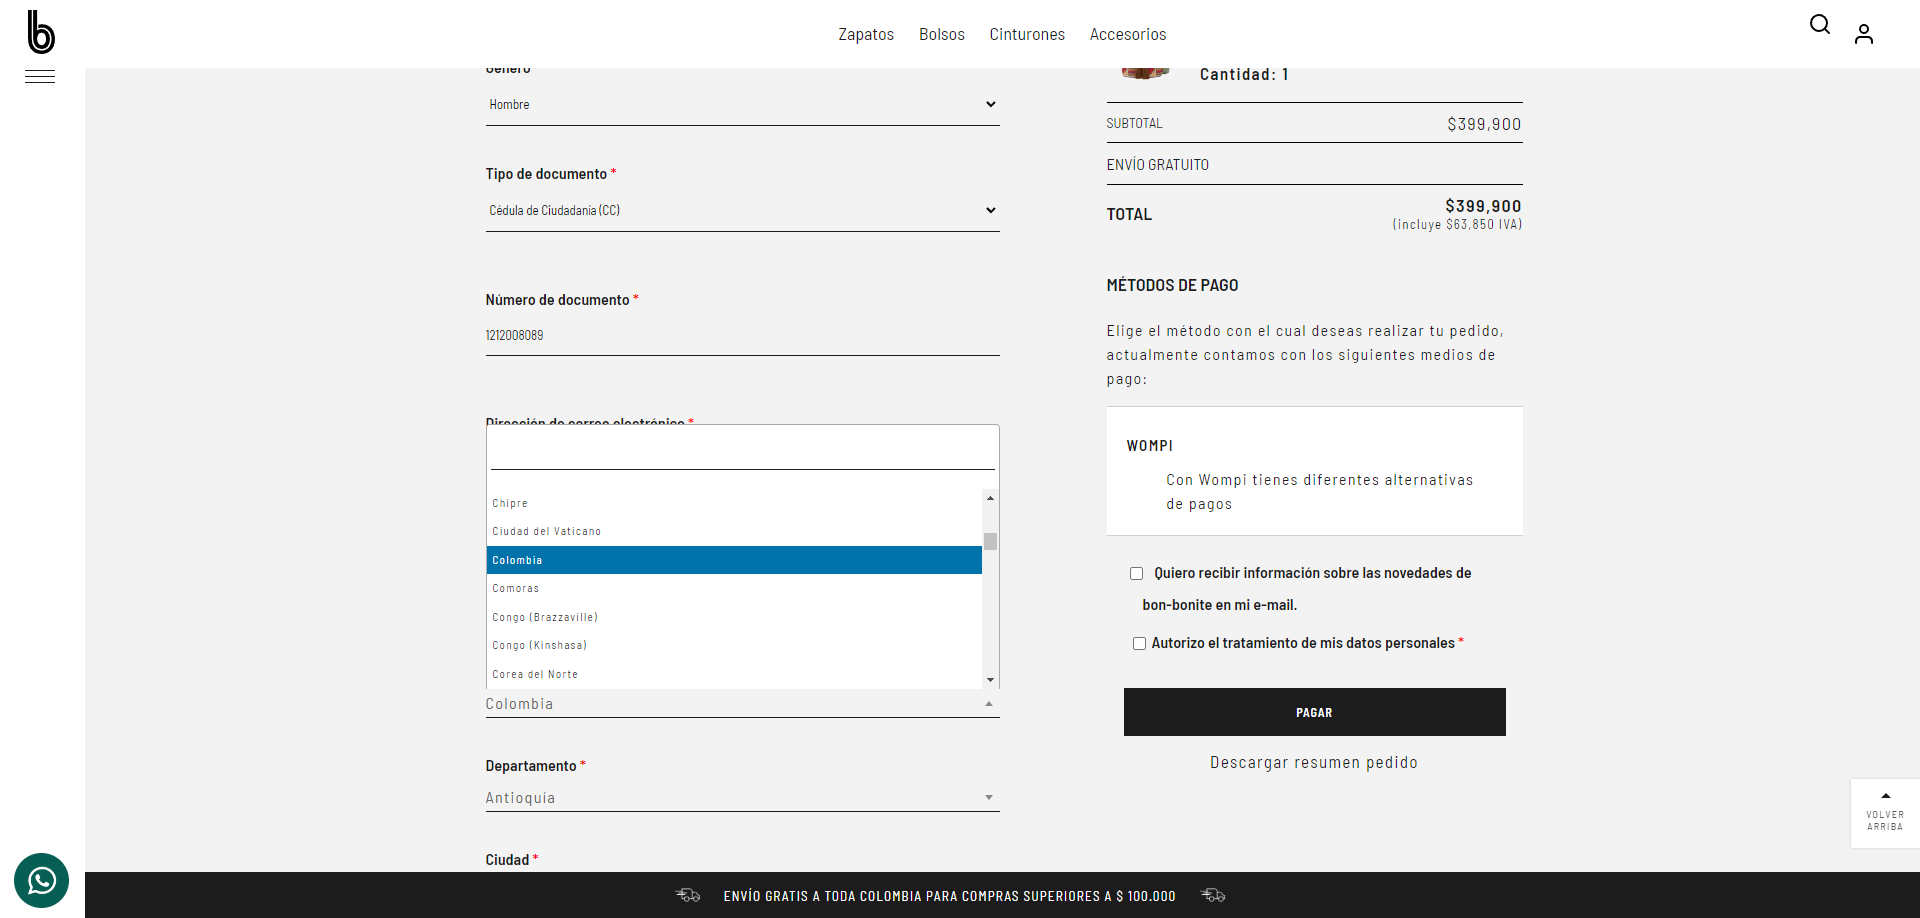 b
Zapatos
Bolsos
Cinturones
Accesorios
Género
Hombre
Tipo de documento *
Cédula de Ciudadanía (CC)
Número de documento *
1212008089
Dirección de correo electrónico *
Chipre
Ciudad del Vaticano
Colombia
Comoras
Congo (Brazzaville)
Congo (Kinshasa)
Corea del Norte
Colombia
Departamento *
Antioquía
Ciudad *
Cantidad: 1
SUBTOTAL
$399,900
ENVÍO GRATUITO
TOTAL
$399,900
(incluye $63,850 IVA)
MÉTODOS DE PAGO
Elige el método con el cual deseas realizar tu pedido,
actualmente contamos con los siguientes medios de
pago:
WOMPI
Con Wompi tienes diferentes alternativas
de pagos
Quiero recibir información sobre las novedades de
bon-bonite en mi e-mail.
Autorizo el tratamiento de mis datos personales *
PAGAR
Descargar resumen pedido
VOLVER
ARRIBA
ENVÍO GRATIS A TODA COLOMBIA PARA COMPRAS SUPERIORES A $ 100.000